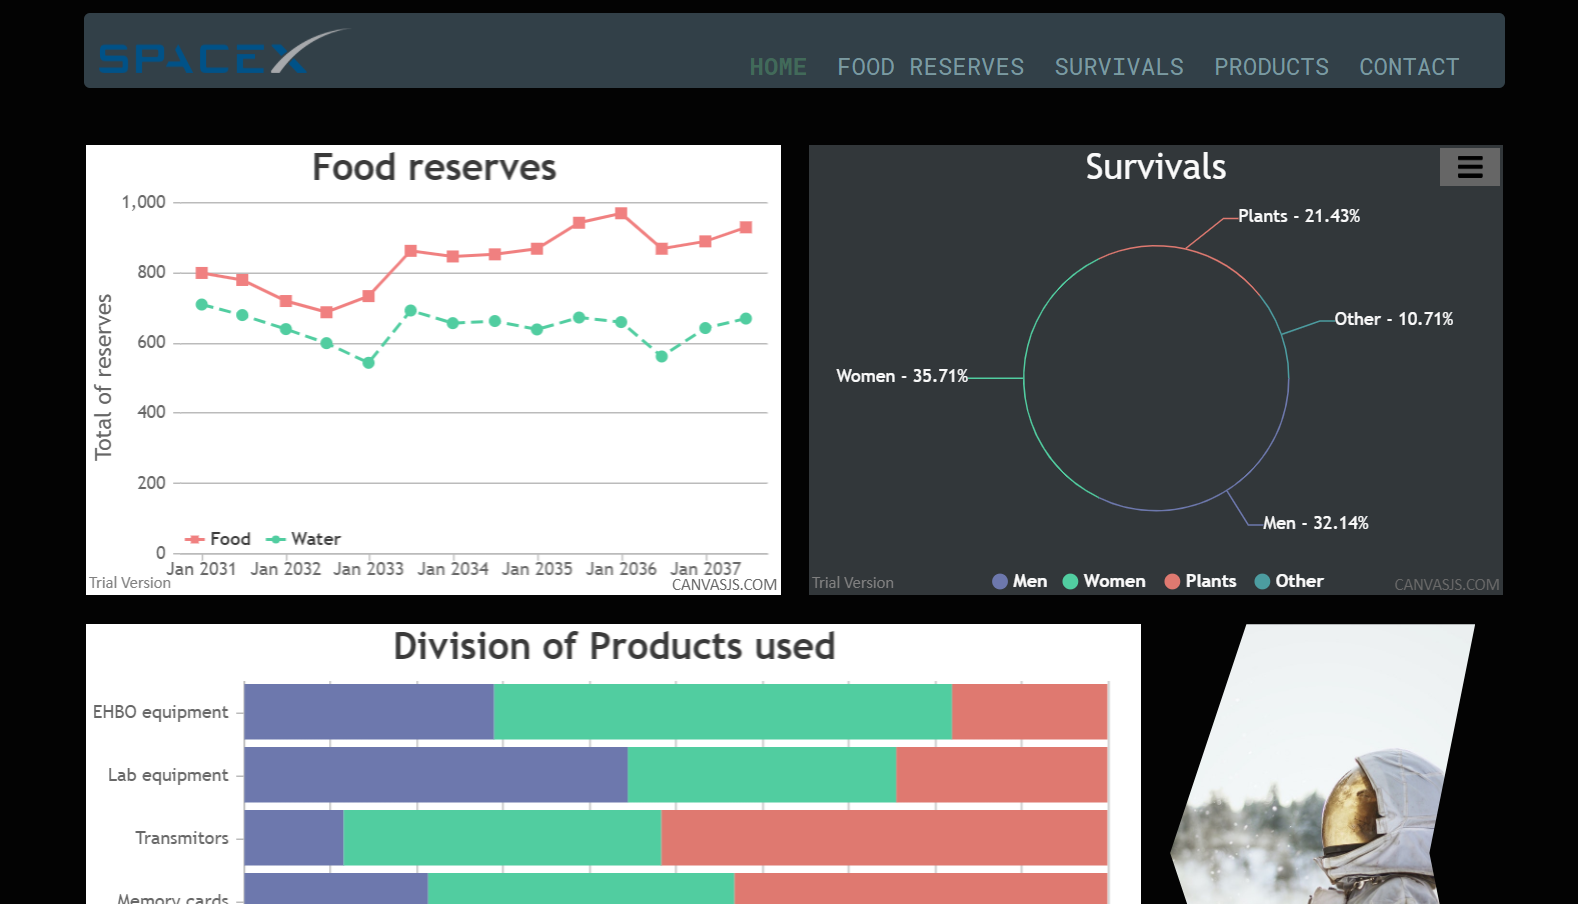 SPACEX
HOME FOOD RESERVES SURVIVALS PRODUCTS CONTACT
Food reserves
Total of reserves
1,000
800
600
400
200
0
Food Water
Jan 2031 Jan 2032 Jan 2033 Jan 2034 Jan 2035 Jan 2036 Jan 2037
Trial Version
CANVASJS.COM
Survivals
Plants - 21.43%
Other - 10.71%
Women - 35.71%
Men - 32.14%
Men Women Plants Other
Trial Version
CANVASJS.COM
Division of Products used
EHBO equipment
Lab equipment
Transmitors
Memory cards